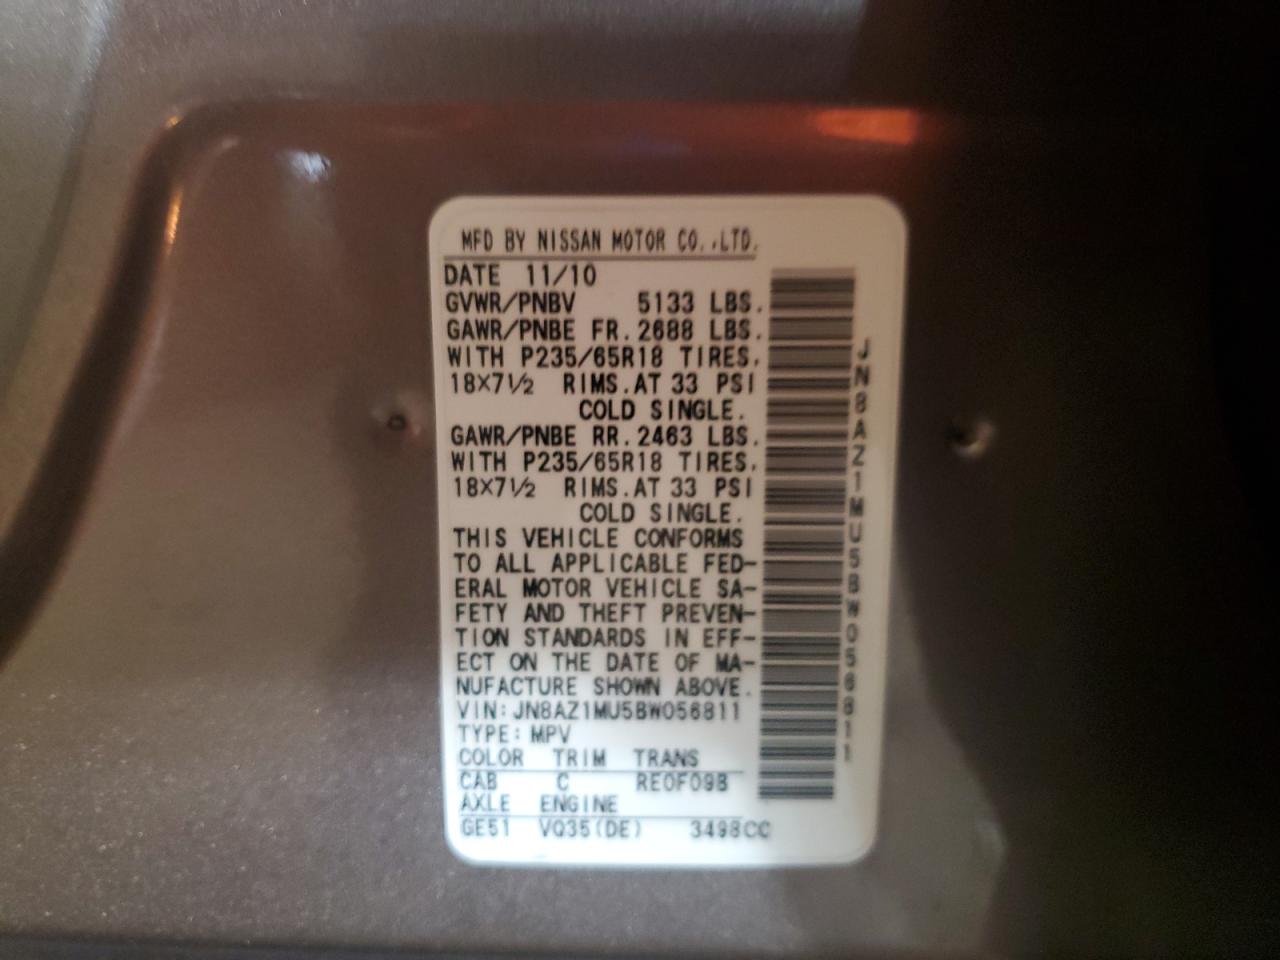 MFD BY NISSAN MOTOR CO.,LTD.
DATE 11/10
GVWR/PNBV 5133 LBS.
GAWR/PNBE FR. 2688 LBS.
WITH P235/65R18 TIRES.
18×7½ RIMS. AT 33 PSI
COLD SINGLE.
GAWR/PNBE RR. 2463 LBS.
WITH P235/65R18 TIRES.
18×7½ RIMS. AT 33 PSI
COLD SINGLE.
THIS VEHICLE CONFORMS
TO ALL APPLICABLE FED-
ERAL MOTOR VEHICLE SA-
FETY AND THEFT PREVEN-
TION STANDARDS IN EFF-
ECT ON THE DATE OF MA-
NUFACTURE SHOWN ABOVE.
VIN: JN8AZ1MU5BW056811
TYPE: MPV
COLOR TRIM TRANS
CAB C RE0F09B
AXLE ENGINE
GE51 VQ35(DE) 3498CC
JN8AZ1MU5BW056811